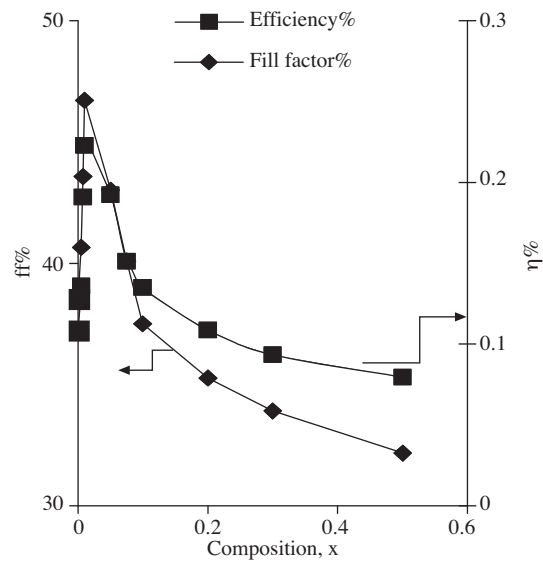 Efficiency%
Fill factor%
50
40
30
ff%
0.3
0.2
0.1
0
η%
0 0.2 0.4 0.6
Composition, x